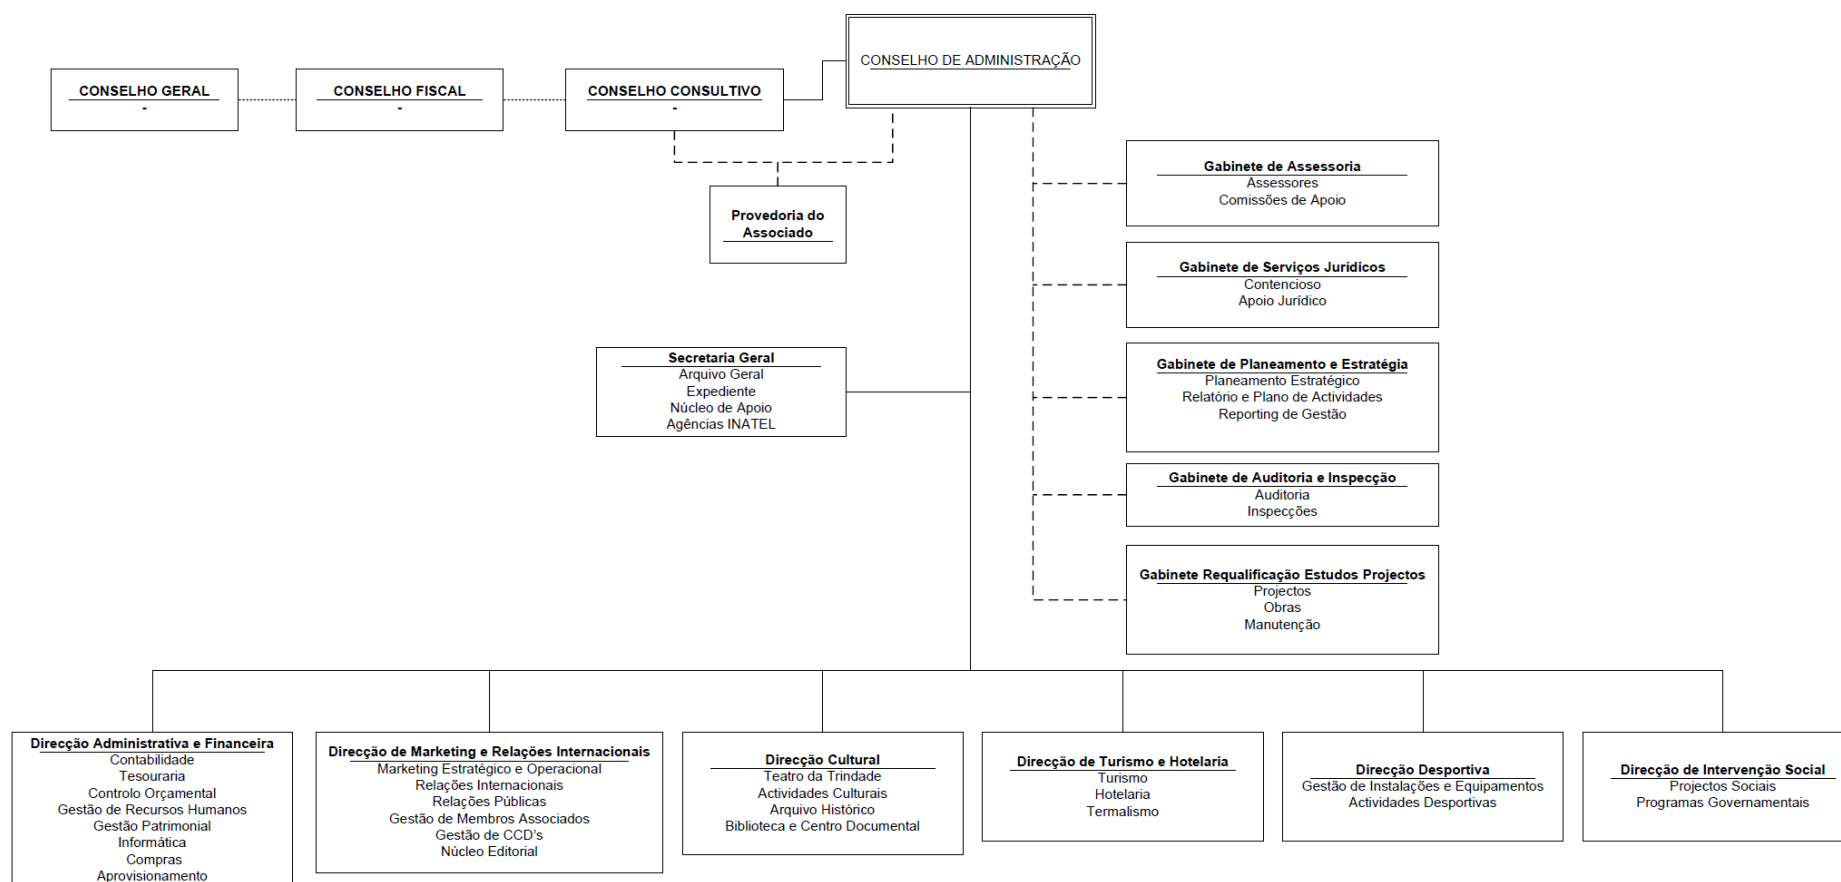 CONSELHO DE ADMINISTRAÇÃO
CONSELHO GERAL
-
CONSELHO FISCAL
-
CONSELHO CONSULTIVO
-
Provedoria do
Associado
Gabinete de Assessoria
Assessores
Comissões de Apoio
Gabinete de Serviços Jurídicos
Contencioso
Apoio Jurídico
Secretaria Geral
Arquivo Geral
Expediente
Núcleo de Apoio
Agências INATEL
Gabinete de Planeamento e Estratégia
Planeamento Estratégico
Relatório e Plano de Actividades
Reporting de Gestão
Gabinete de Auditoria e Inspecção
Auditoria
Inspecções
Gabinete Requalificação Estudos Projectos
Projectos
Obras
Manutenção
Direcção Administrativa e Financeira
Contabilidade
Tesouraria
Controlo Orçamental
Gestão de Recursos Humanos
Gestão Patrimonial
Informática
Compras
Aprovisionamento
Direcção de Marketing e Relações Internacionais
Marketing Estratégico e Operacional
Relações Internacionais
Relações Públicas
Gestão de Membros Associados
Gestão de CCD's
Núcleo Editorial
Direcção Cultural
Teatro da Trindade
Actividades Culturais
Arquivo Histórico
Biblioteca e Centro Documental
Direcção de Turismo e Hotelaria
Turismo
Hotelaria
Termalismo
Direcção Desportiva
Gestão de Instalações e Equipamentos
Actividades Desportivas
Direcção de Intervenção Social
Projectos Sociais
Programas Governamentais